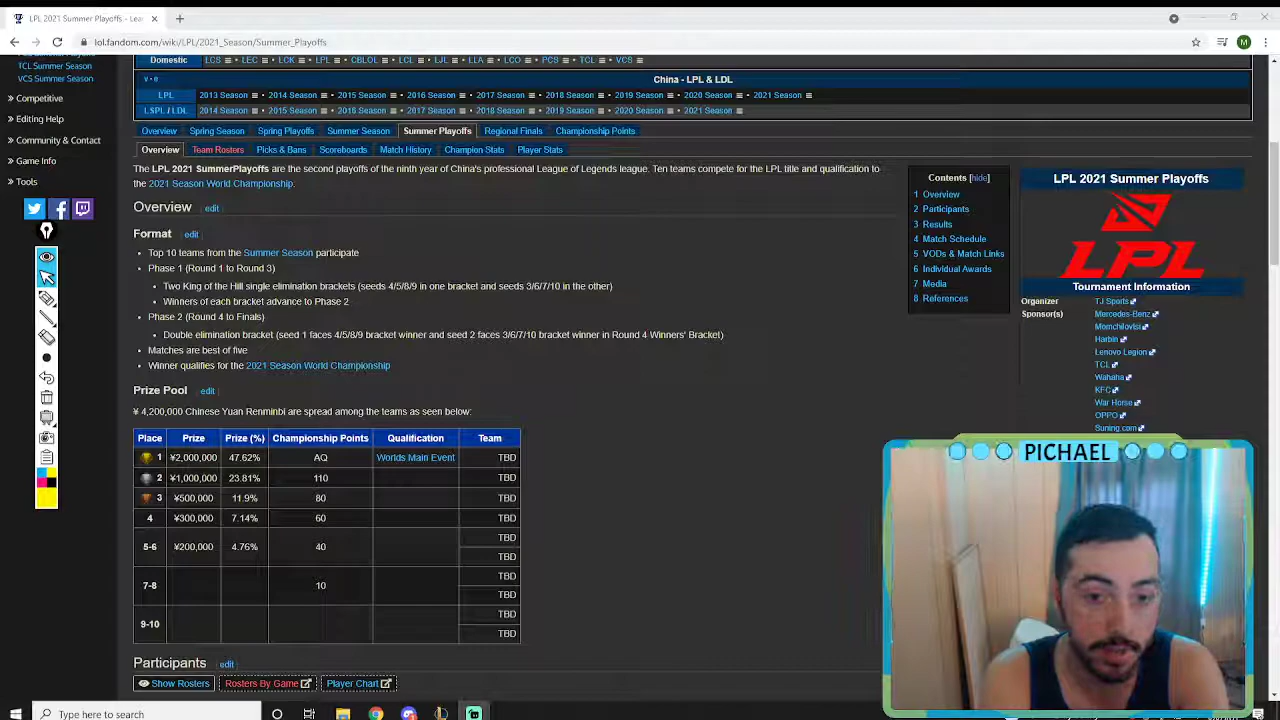 LPL 2021 Summer Playoffs - Lea
lol.fandom.com/wiki/LPL/2021_Season/Summer_Playoffs
M
TCL Summer Season
VCS Summer Season
Competitive
Editing Help
Community & Contact
Game Info
Tools
Domestic LCS • LEC • LCK • LPL • CBLOL • LCL • LJL • LLA • LCO • PCS • TCL • VCS
China - LPL & LDL
LPL 2013 Season • 2014 Season • 2015 Season • 2016 Season • 2017 Season • 2018 Season • 2019 Season • 2020 Season • 2021 Season
LSPL / LDL 2014 Season • 2015 Season • 2016 Season • 2017 Season • 2018 Season • 2019 Season • 2020 Season • 2021 Season
Overview Spring Season Spring Playoffs Summer Season Summer Playoffs Regional Finals Championship Points
Overview Team Rosters Picks & Bans Scoreboards Match History Champion Stats Player Stats
The LPL 2021 SummerPlayoffs are the second playoffs of the ninth year of China's professional League of Legends league. Ten teams compete for the LPL title and qualification to
the 2021 Season World Championship.
Overview edit
Format edit
• Top 10 teams from the Summer Season participate
• Phase 1 (Round 1 to Round 3)
• Two King of the Hill single elimination brackets (seeds 4/5/8/9 in one bracket and seeds 3/6/7/10 in the other)
• Winners of each bracket advance to Phase 2
• Phase 2 (Round 4 to Finals)
• Double elimination bracket (seed 1 faces 4/5/8/9 bracket winner and seed 2 faces 3/6/7/10 bracket winner in Round 4 Winners' Bracket)
• Matches are best of five
• Winner qualifies for the 2021 Season World Championship
Prize Pool edit
¥ 4,200,000 Chinese Yuan Renminbi are spread among the teams as seen below:
Place Prize Prize (%) Championship Points Qualification Team
1 ¥2,000,000 47.62% AQ Worlds Main Event TBD
2 ¥1,000,000 23.81% 110 TBD
3 ¥500,000 11.9% 80 TBD
4 ¥300,000 7.14% 60 TBD
5-6 ¥200,000 4.76% 40 TBD
TBD
7-8 10 TBD
TBD
9-10 TBD
TBD
Participants edit
Show Rosters Rosters By Game Player Chart
Contents [hide]
1 Overview
2 Participants
3 Results
4 Match Schedule
5 VODs & Match Links
6 Individual Awards
7 Media
8 References
LPL 2021 Summer Playoffs
LPL
Tournament Information
Organizer TJ Sports
Sponsor(s) Mercedes-Benz
Momchilovtsi
Harbin
Lenovo Legion
TCL
Wahaha
KFC
War Horse
OPPO
Suning.com
PICHAEL
Type here to search